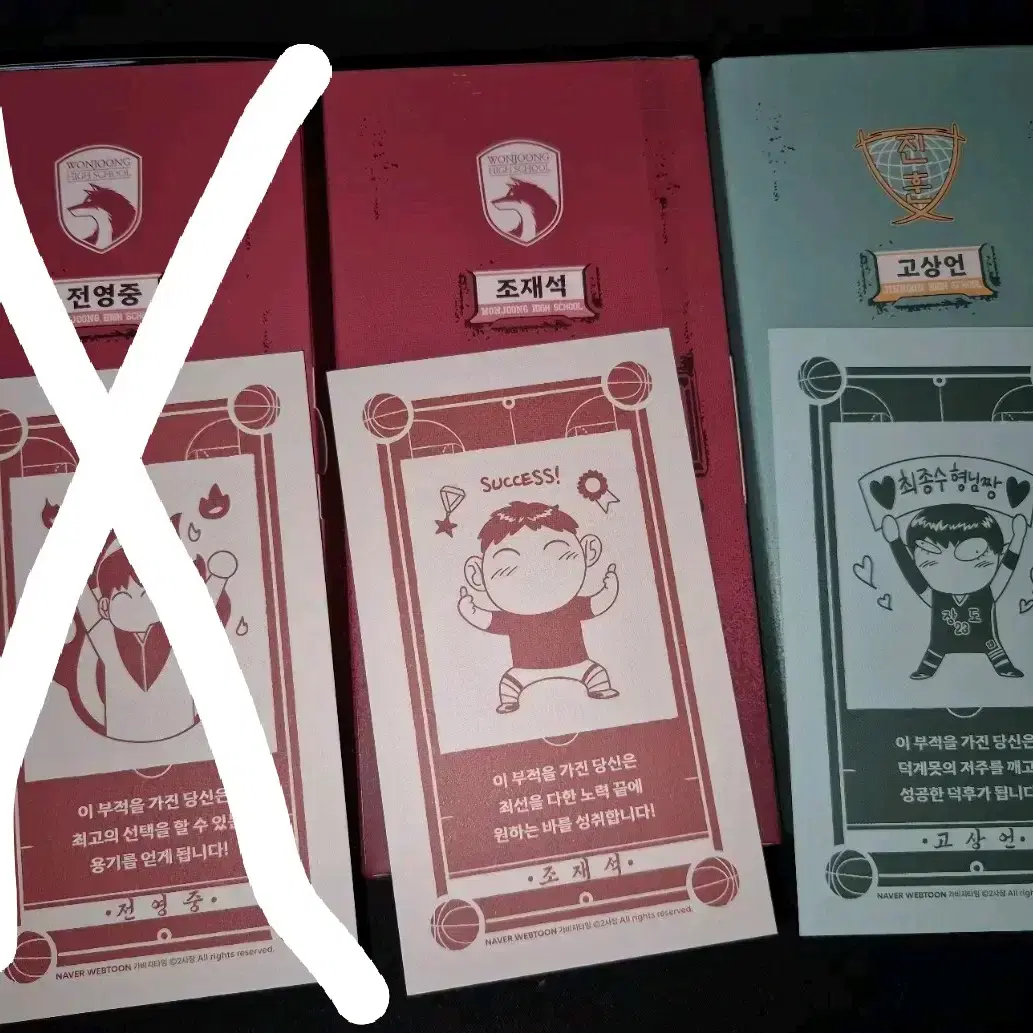 WONJOONG
HIGH SCHOOL
전영중
이 부적을 가진 당신은
최고의 선택을 할 수 있는
용기를 얻게 됩니다!
·전영중·
NAVER WEBTOON 가비지타임 ©2사장 All rights reserved.
WONJOONG
HIGH SCHOOL
조재석
WONJOONG HIGH SCHOOL
SUCCESS!
15
이 부적을 가진 당신은
최선을 다한 노력 끝에
원하는 바를 성취합니다!
·조재석·
NAVER WEBTOON 가비지타임 ©2사장 All rights reserved.
진훈
고상언
JINHOON HIGH SCHOOL
최종수형님짱
장도
23
이 부적을 가진 당신은
덕계못의 저주를 깨고
성공한 덕후가 됩니다
·고상언·
NAVER WEBTOON 가비지타임 ©2사장 All